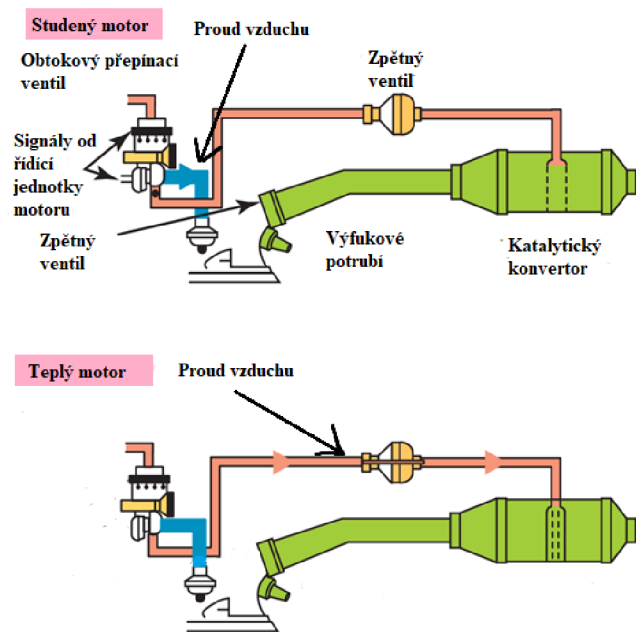 Studený motor
Proud vzduchu
Obtokový přepínací
ventil
Zpětný
ventil
Signály od
řídící
jednotky
motoru
Zpětný
ventil
Výfukové
potrubí
Katalytický
konvertor
Teplý motor
Proud vzduchu